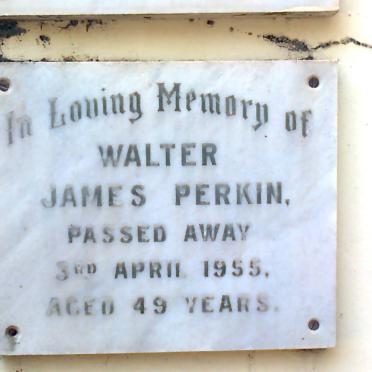 In Loving Memory of
WALTER
JAMES PERKIN,
PASSED AWAY
3RD APRIL 1955,
AGED 49 YEARS.